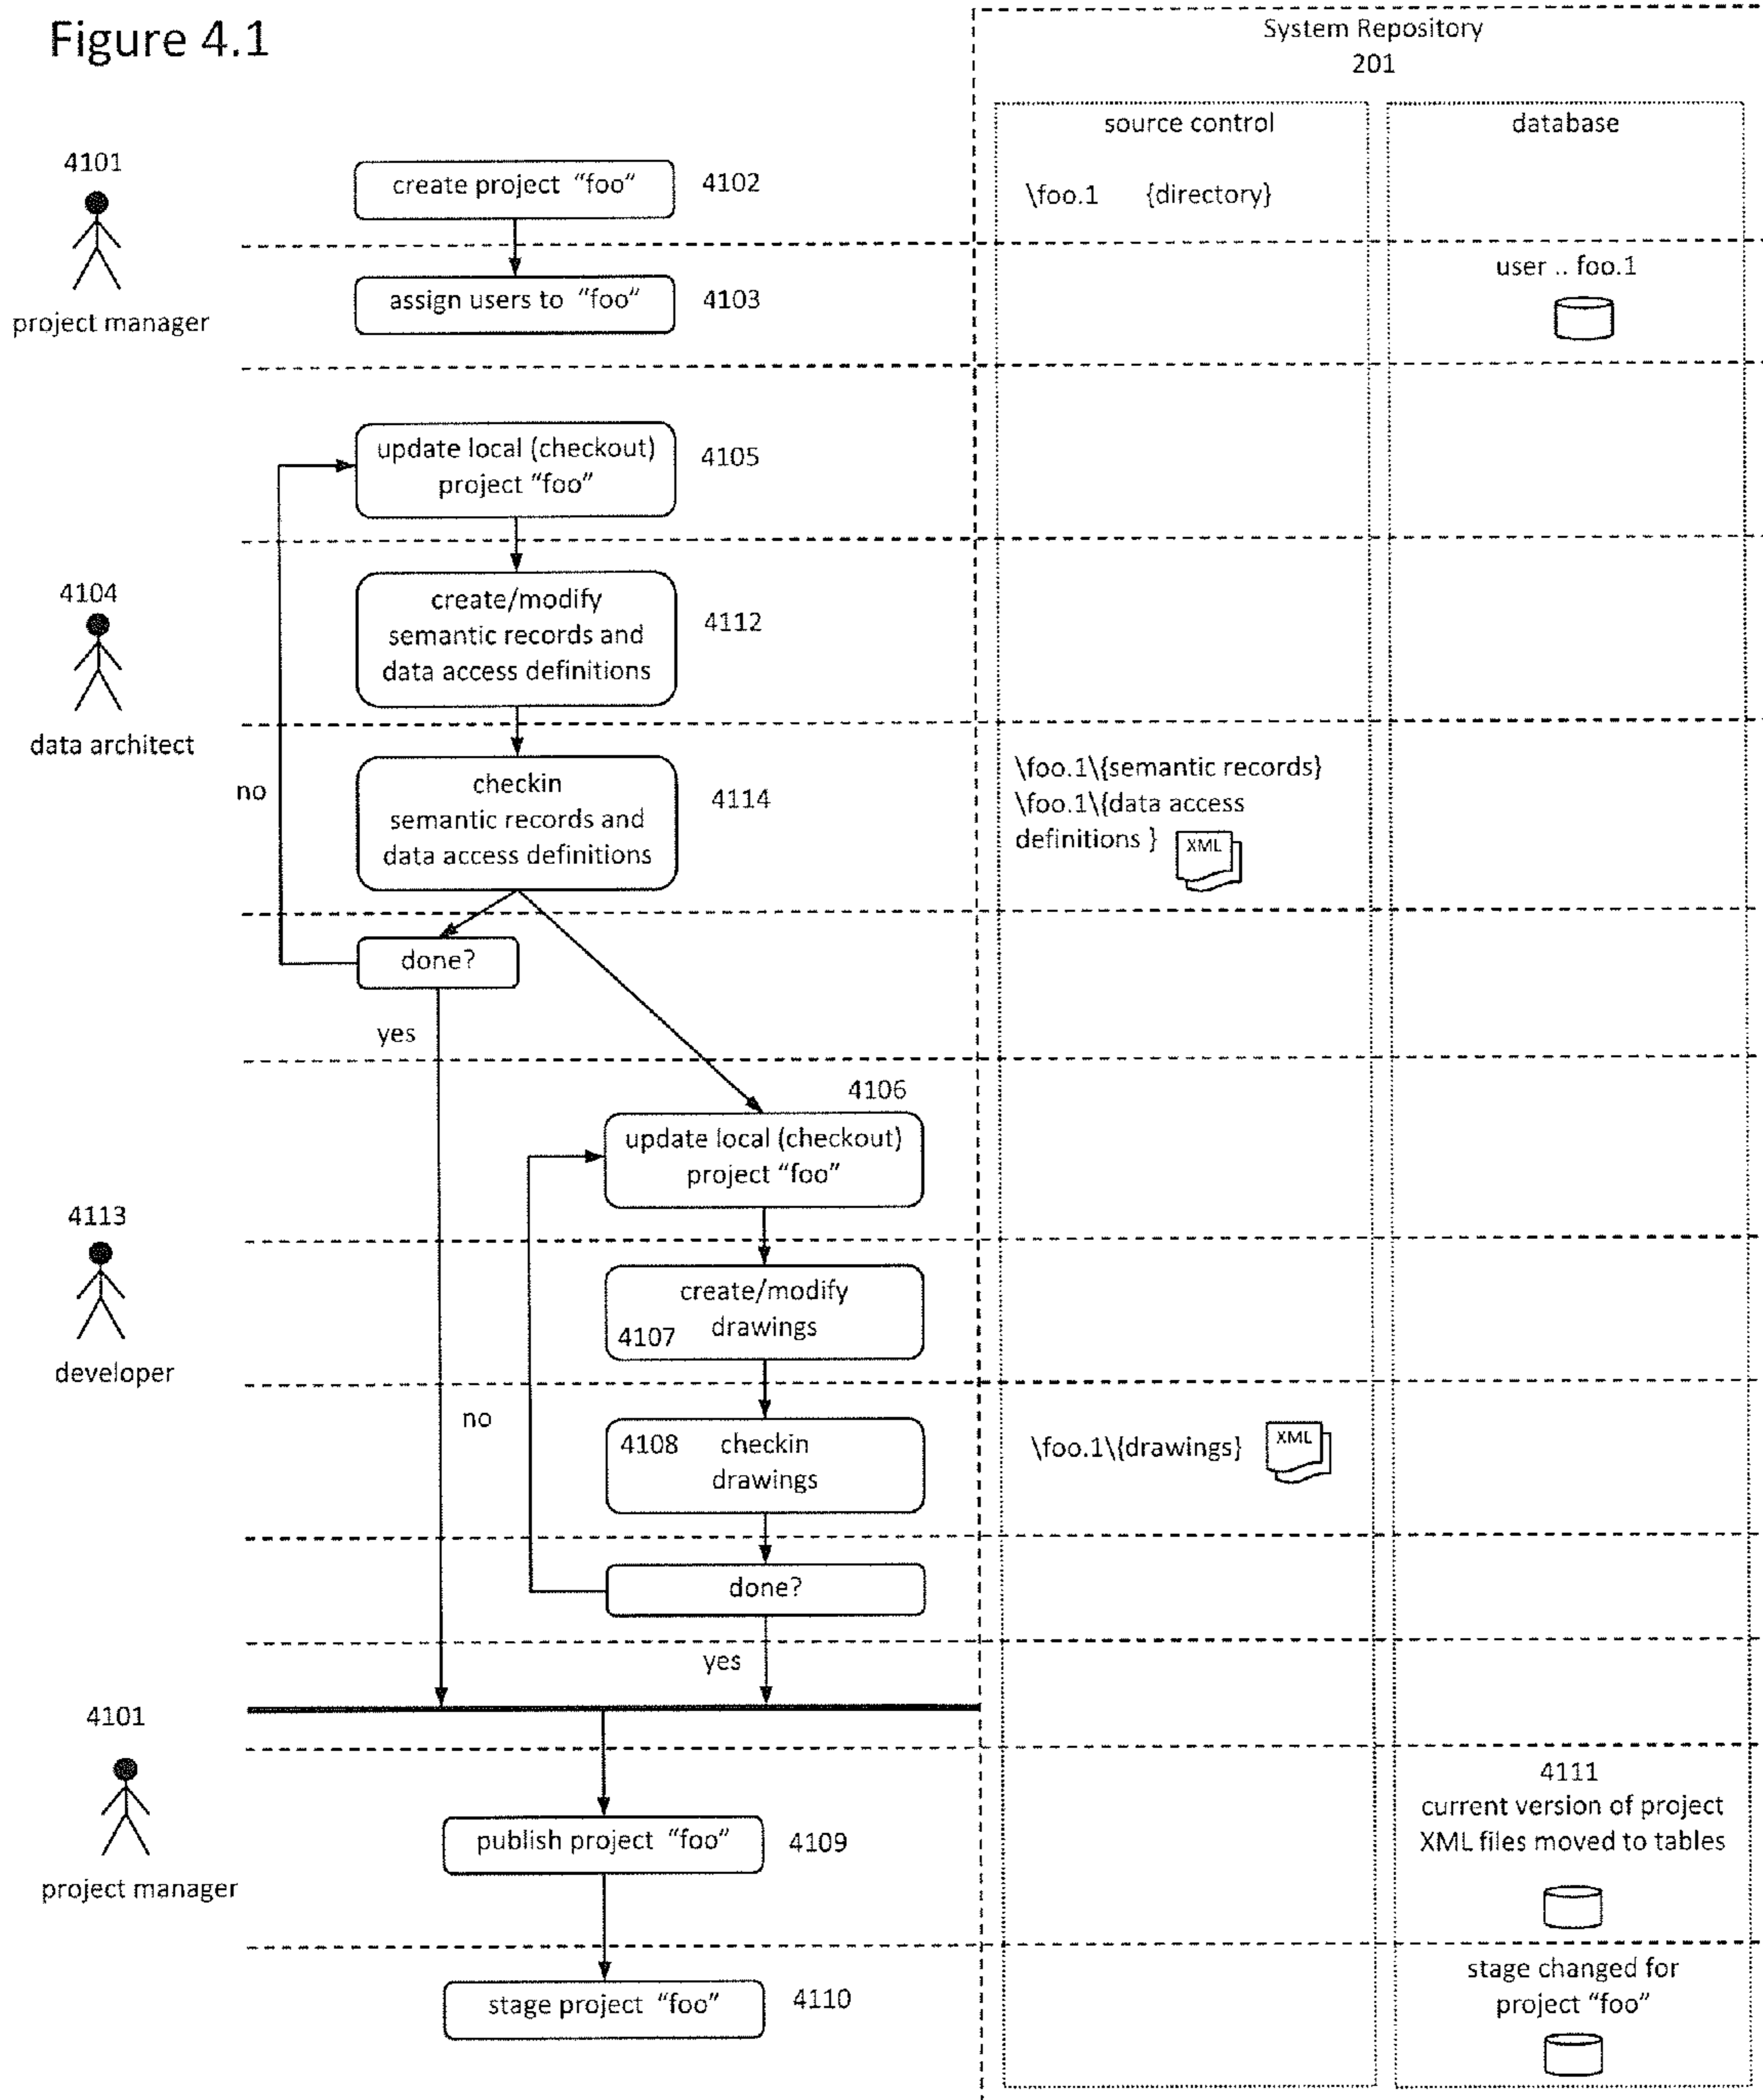 Figure 4.1
System Repository
201
source control
database
4101
project manager
create project "foo"
4102
\foo.1 {directory}
assign users to "foo"
4103
user .. foo.1
update local (checkout)
project "foo"
4105
4104
data architect
create/modify
semantic records and
data access definitions
4112
no
checkin
semantic records and
data access definitions
4114
\foo.1\{semantic records}
\foo.1\{data access
definitions }
XML
done?
yes
4106
update local (checkout)
project "foo"
4113
developer
create/modify
drawings
4107
no
4108
checkin
drawings
\foo.1\{drawings}
XML
done?
yes
4101
project manager
4111
current version of project
XML files moved to tables
publish project "foo"
4109
stage project "foo"
4110
stage changed for
project "foo"